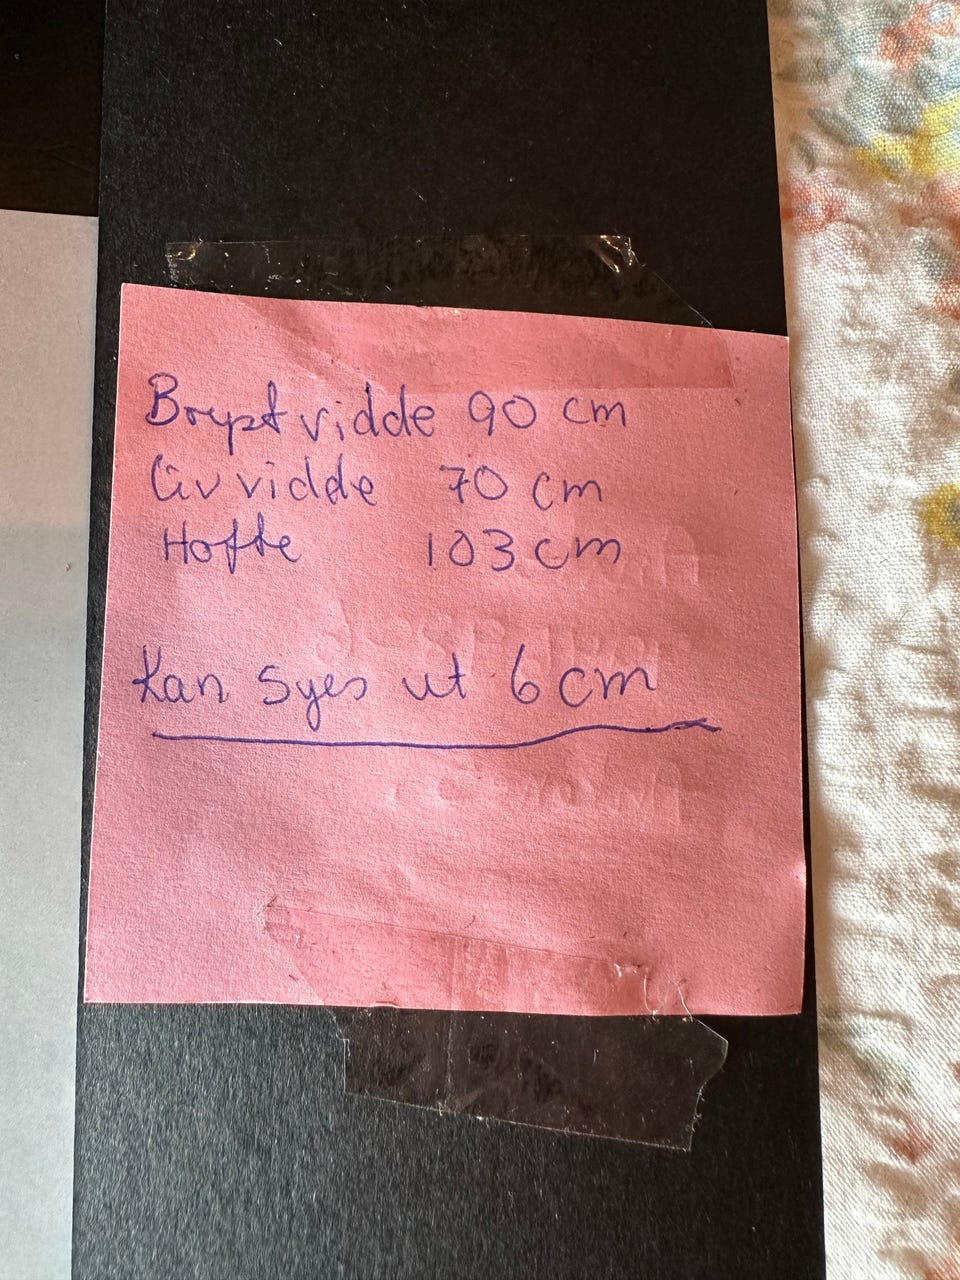 Brystvidde 90 cm
Livvidde 70 cm
Hofte 103 cm
Kan syes ut 6 cm